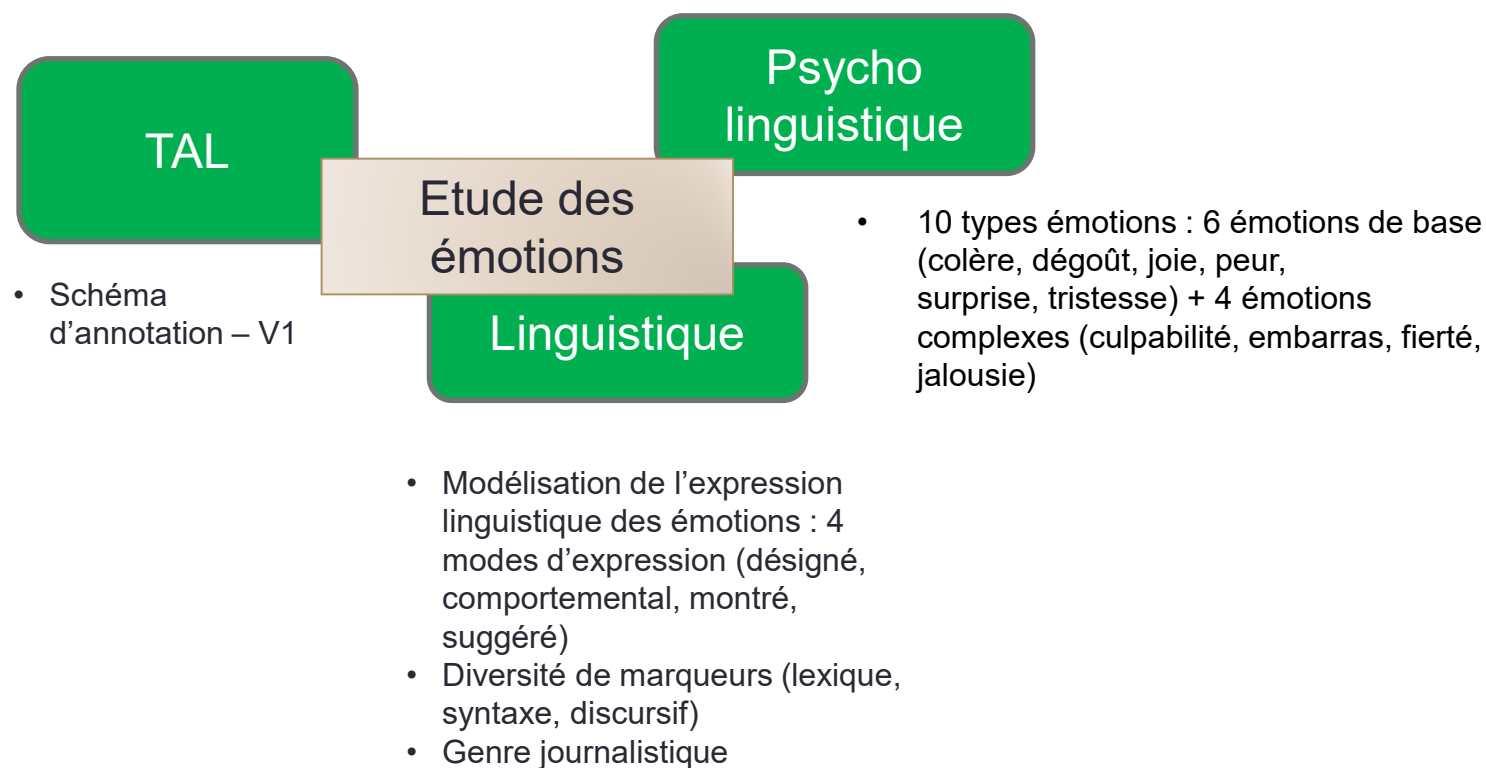 TAL
Psycho
linguistique
Etude des
émotions
Linguistique
• Schéma
d’annotation – V1
• 10 types émotions : 6 émotions de base
(colère, dégoût, joie, peur,
surprise, tristesse) + 4 émotions
complexes (culpabilité, embarras, fierté,
jalousie)
• Modélisation de l’expression
linguistique des émotions : 4
modes d’expression (désigné,
comportemental, montré,
suggéré)
• Diversité de marqueurs (lexique,
syntaxe, discursif)
• Genre journalistique